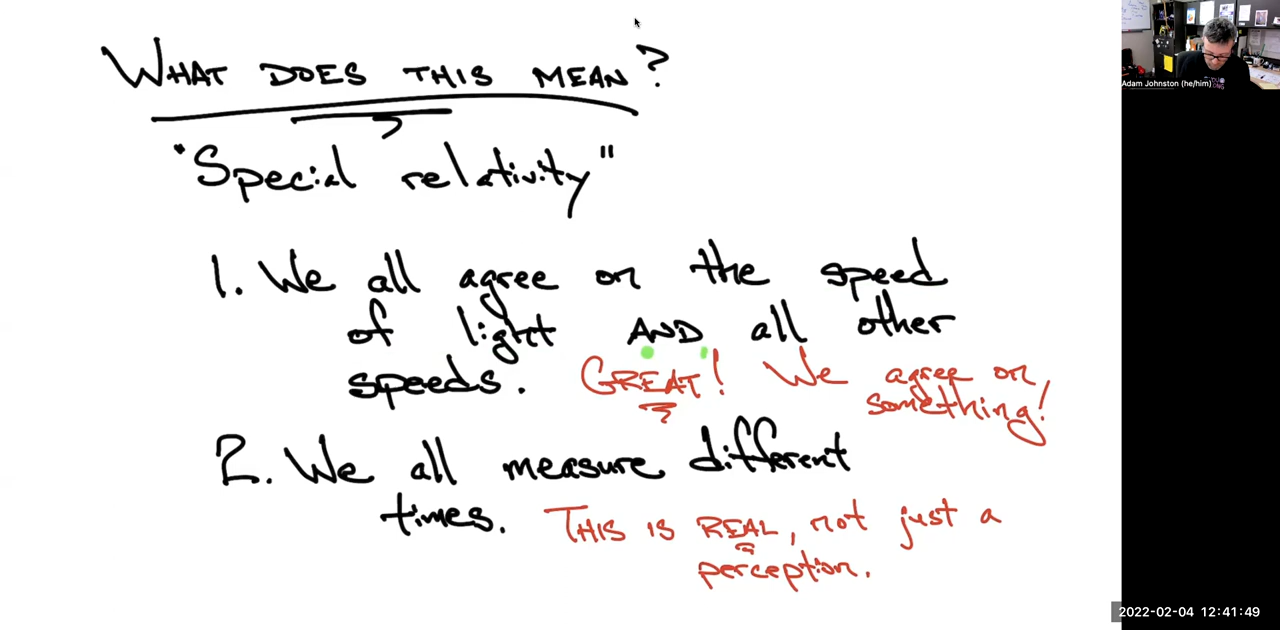 WHAT DOES THIS MEAN?
"Special relativity"
1. We all agree on the speed
of light AND all other
speeds. GREAT! We agree on
something!
2. We all measure different
times. THIS IS REAL, not just a
perception.
Adam Johnston (he/him)
2022-02-04 12:41:49